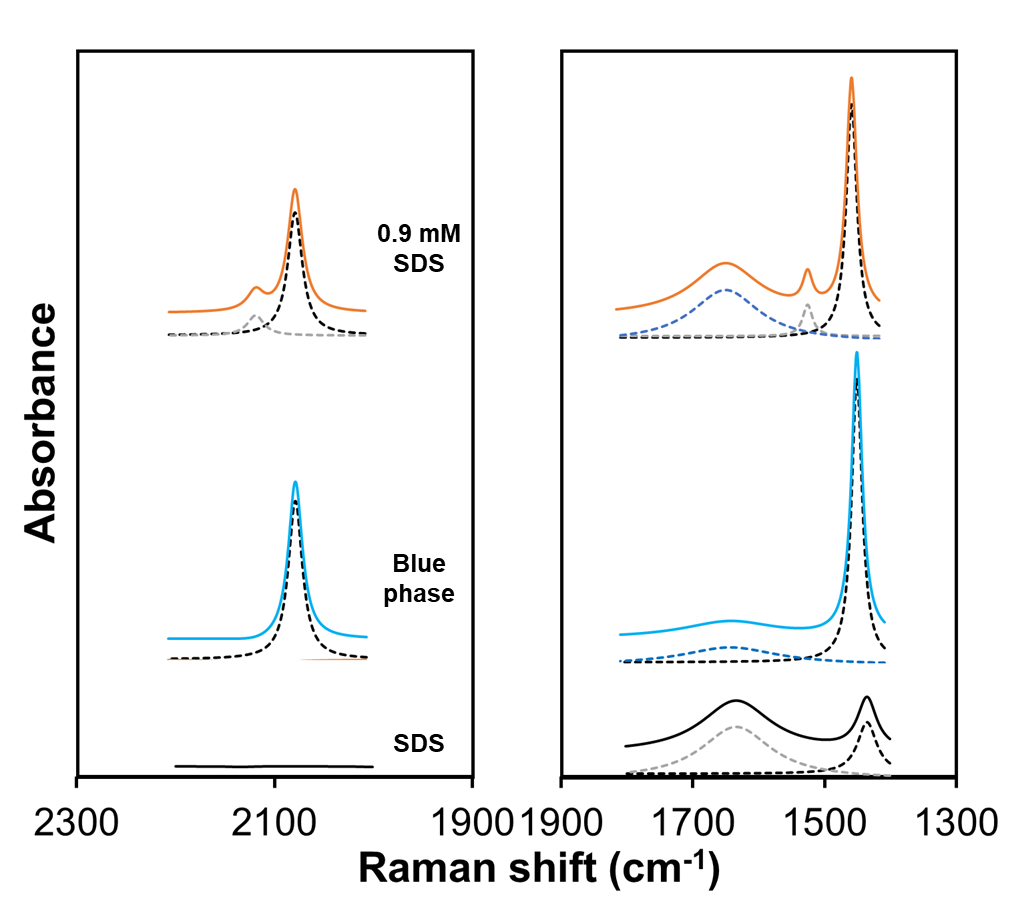 Absorbance
0.9 mM
SDS
Blue
phase
SDS
2300 2100 1900 1900 1700 1500 1300
Raman shift (cm⁻¹)